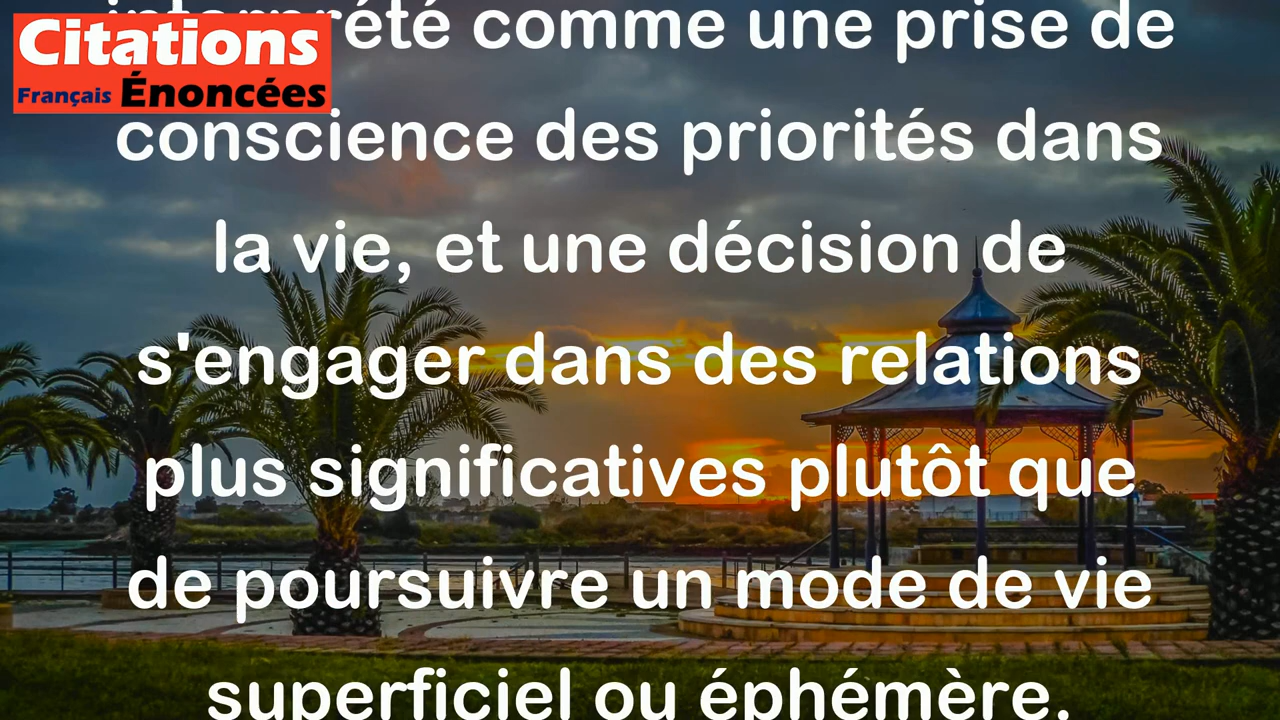 Citations
Français Énoncées
interprété comme une prise de
conscience des priorités dans
la vie, et une décision de
s'engager dans des relations
plus significatives plutôt que
de poursuivre un mode de vie
superficiel ou éphémère.